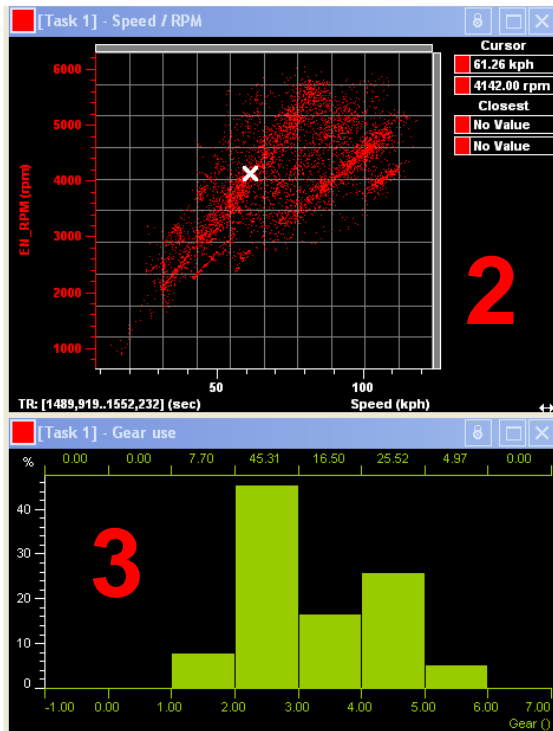 [Task 1] - Speed / RPM
Cursor
61.26 kph
4142.00 rpm
Closest
No Value
No Value
EN_RPM (rpm)
6000
5000
4000
3000
2000
1000
2
50 100
TR: [1489,919..1552,232] (sec) Speed (kph)
[Task 1] - Gear use
% 0.00 0.00 7.70 45.31 16.50 25.52 4.97 0.00
40
30
20
10
0
3
-1.00 0.00 1.00 2.00 3.00 4.00 5.00 6.00 7.00
Gear ()